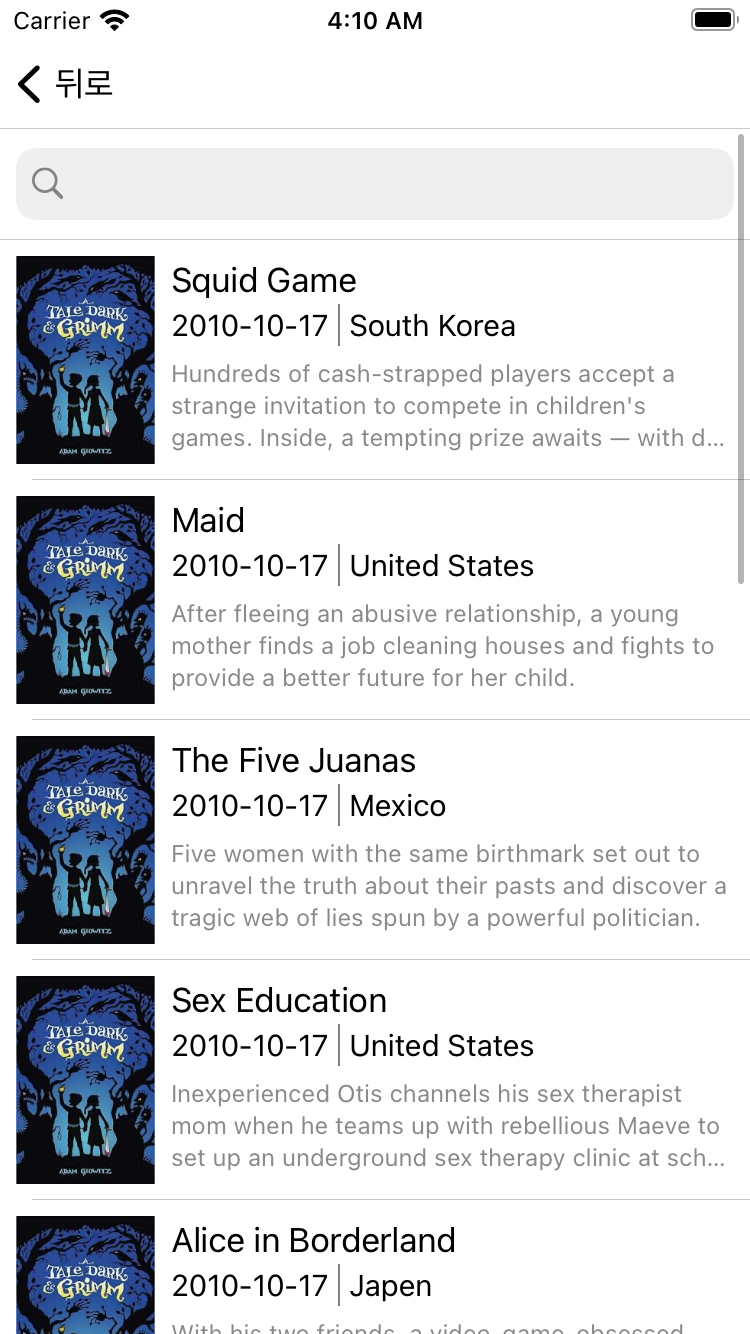 Carrier 4:10 AM
뒤로
A
TALE DARK
& GRIMM
ADAM GIDWITZ
Squid Game
2010-10-17 South Korea
Hundreds of cash-strapped players accept a
strange invitation to compete in children's
games. Inside, a tempting prize awaits — with d...
A
TALE DARK
& GRIMM
ADAM GIDWITZ
Maid
2010-10-17 United States
After fleeing an abusive relationship, a young
mother finds a job cleaning houses and fights to
provide a better future for her child.
A
TALE DARK
& GRIMM
ADAM GIDWITZ
The Five Juanas
2010-10-17 Mexico
Five women with the same birthmark set out to
unravel the truth about their pasts and discover a
tragic web of lies spun by a powerful politician.
A
TALE DARK
& GRIMM
ADAM GIDWITZ
Sex Education
2010-10-17 United States
Inexperienced Otis channels his sex therapist
mom when he teams up with rebellious Maeve to
set up an underground sex therapy clinic at sch...
A
TALE DARK
& GRIMM
Alice in Borderland
2010-10-17 Japen
With his two friends, a video-game-obsessed